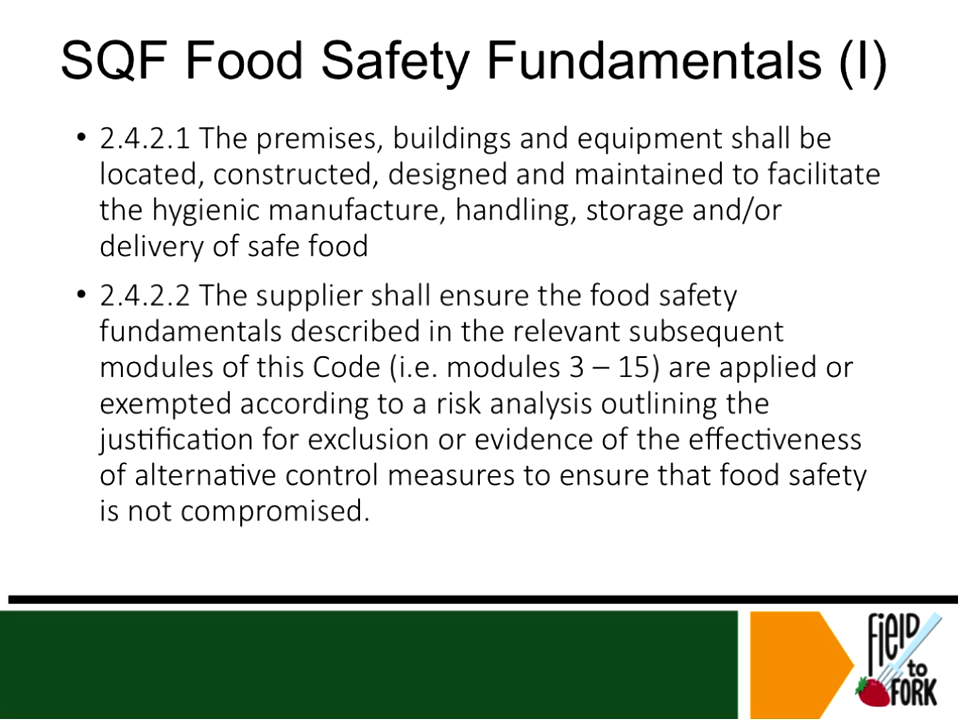 SQF Food Safety Fundamentals (I)
• 2.4.2.1 The premises, buildings and equipment shall be
located, constructed, designed and maintained to facilitate
the hygienic manufacture, handling, storage and/or
delivery of safe food
• 2.4.2.2 The supplier shall ensure the food safety
fundamentals described in the relevant subsequent
modules of this Code (i.e. modules 3 – 15) are applied or
exempted according to a risk analysis outlining the
justification for exclusion or evidence of the effectiveness
of alternative control measures to ensure that food safety
is not compromised.
FiElD
to
FORK